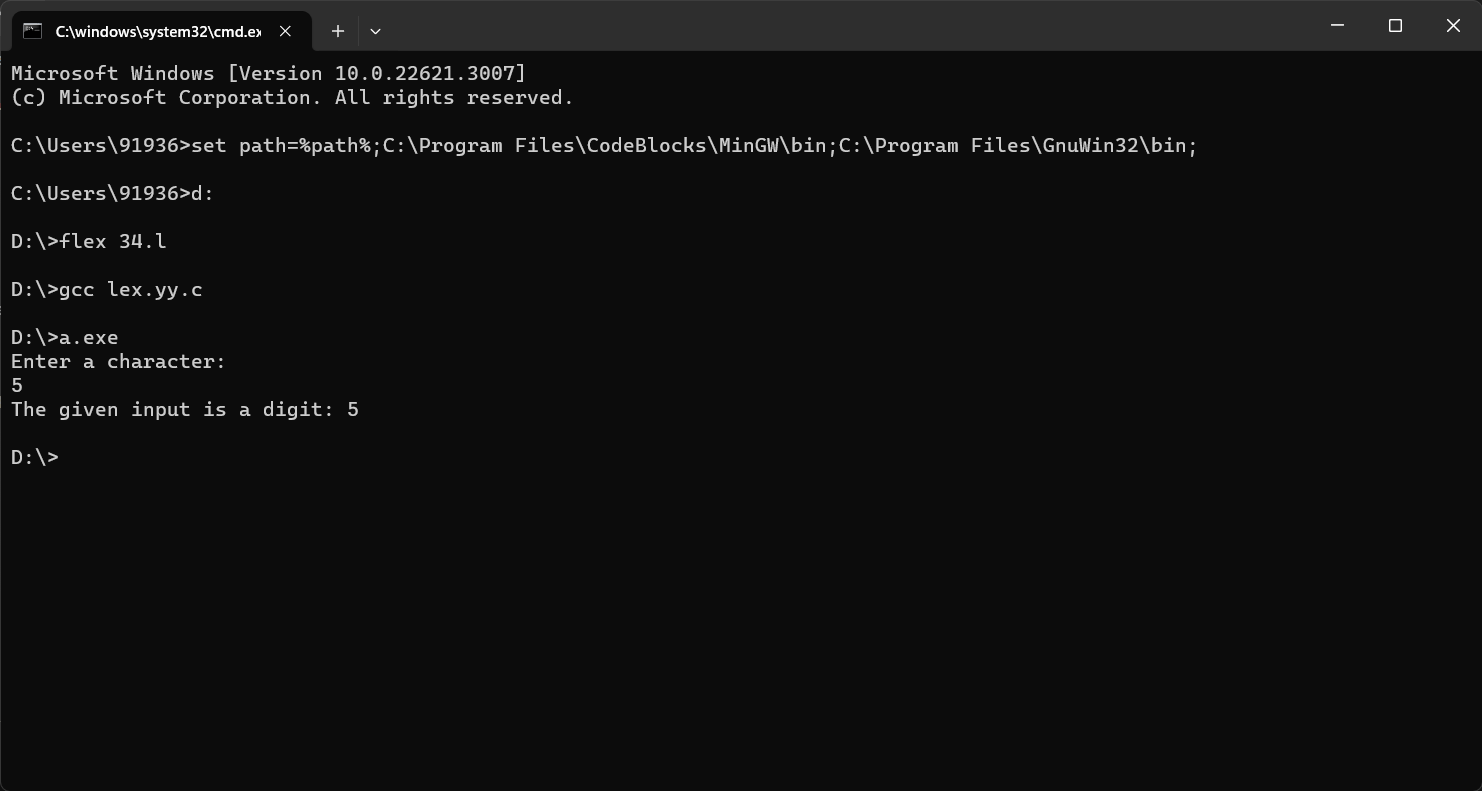 C:\windows\system32\cmd.ex
Microsoft Windows [Version 10.0.22621.3007]
(c) Microsoft Corporation. All rights reserved.
C:\Users\91936>set path=%path%;C:\Program Files\CodeBlocks\MinGW\bin;C:\Program Files\GnuWin32\bin;
C:\Users\91936>d:
D:\>flex 34.l
D:\>gcc lex.yy.c
D:\>a.exe
Enter a character:
5
The given input is a digit: 5
D:\>